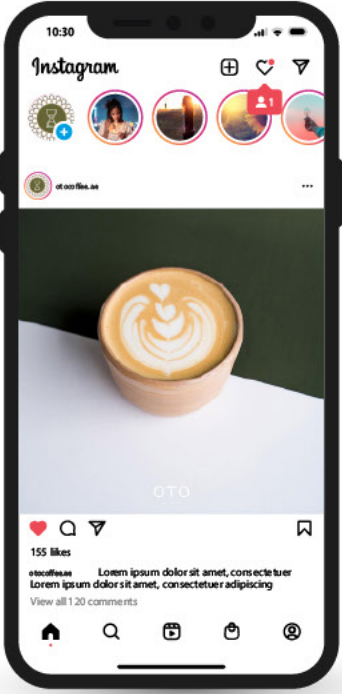 10:30
Instagram
1
otocoffee.ae
OTO
155 likes
otocoffee.ae Lorem ipsum dolor sit amet, consectetuer
Lorem ipsum dolor sit amet, consectetuer adipiscing
View all 120 comments